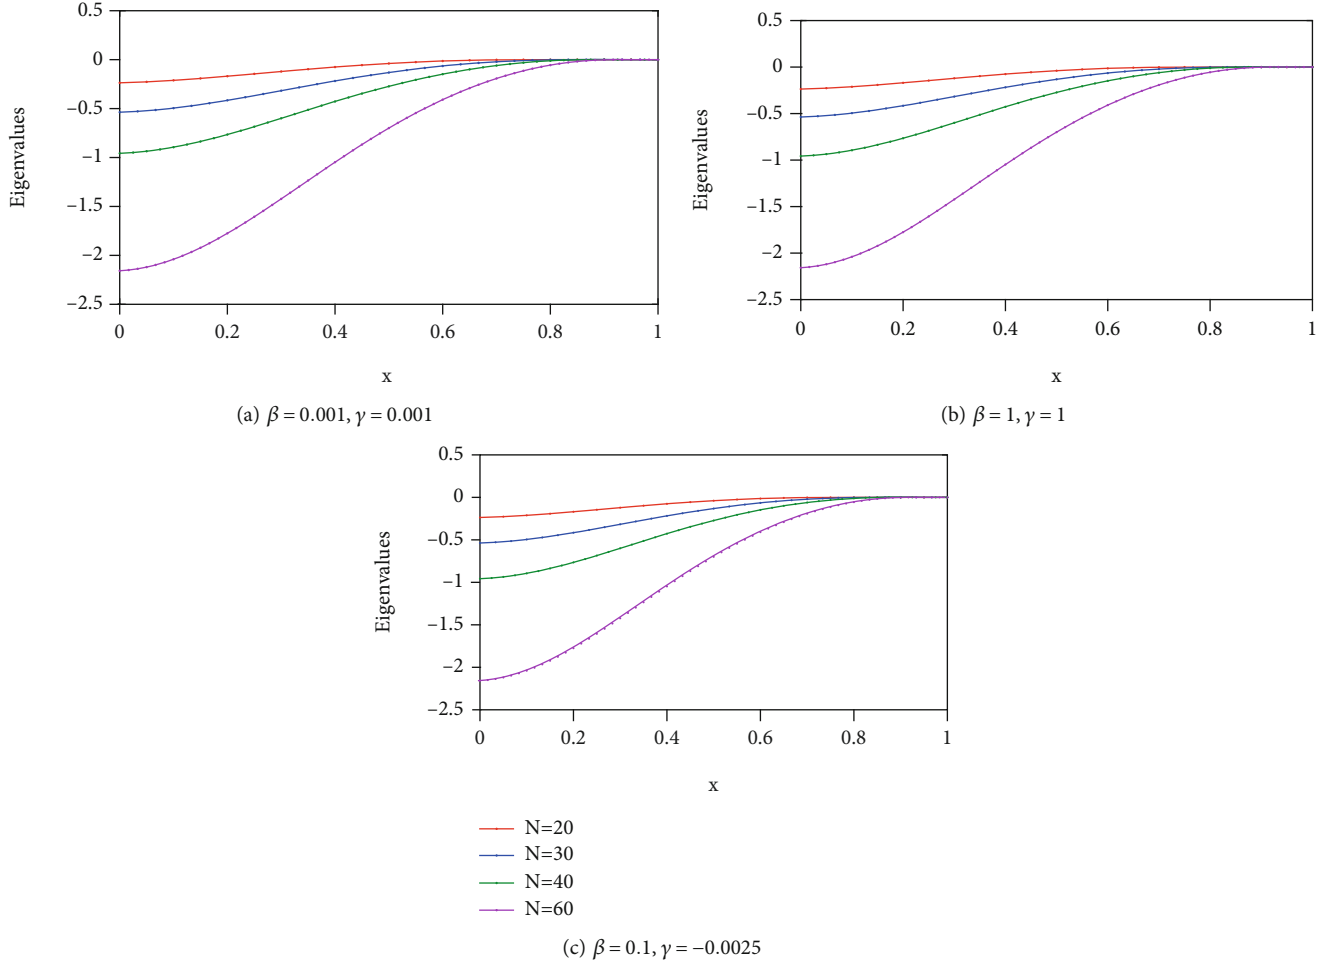 0.5
0
−0.5
−1
−1.5
−2
−2.5
Eigenvalues
0 0.2 0.4 0.6 0.8 1
x
(a) β = 0.001, γ = 0.001
0.5
0
−0.5
−1
−1.5
−2
−2.5
Eigenvalues
0 0.2 0.4 0.6 0.8 1
x
(b) β = 1, γ = 1
0.5
0
−0.5
−1
−1.5
−2
−2.5
Eigenvalues
0 0.2 0.4 0.6 0.8 1
x
N=20
N=30
N=40
N=60
(c) β = 0.1, γ = −0.0025